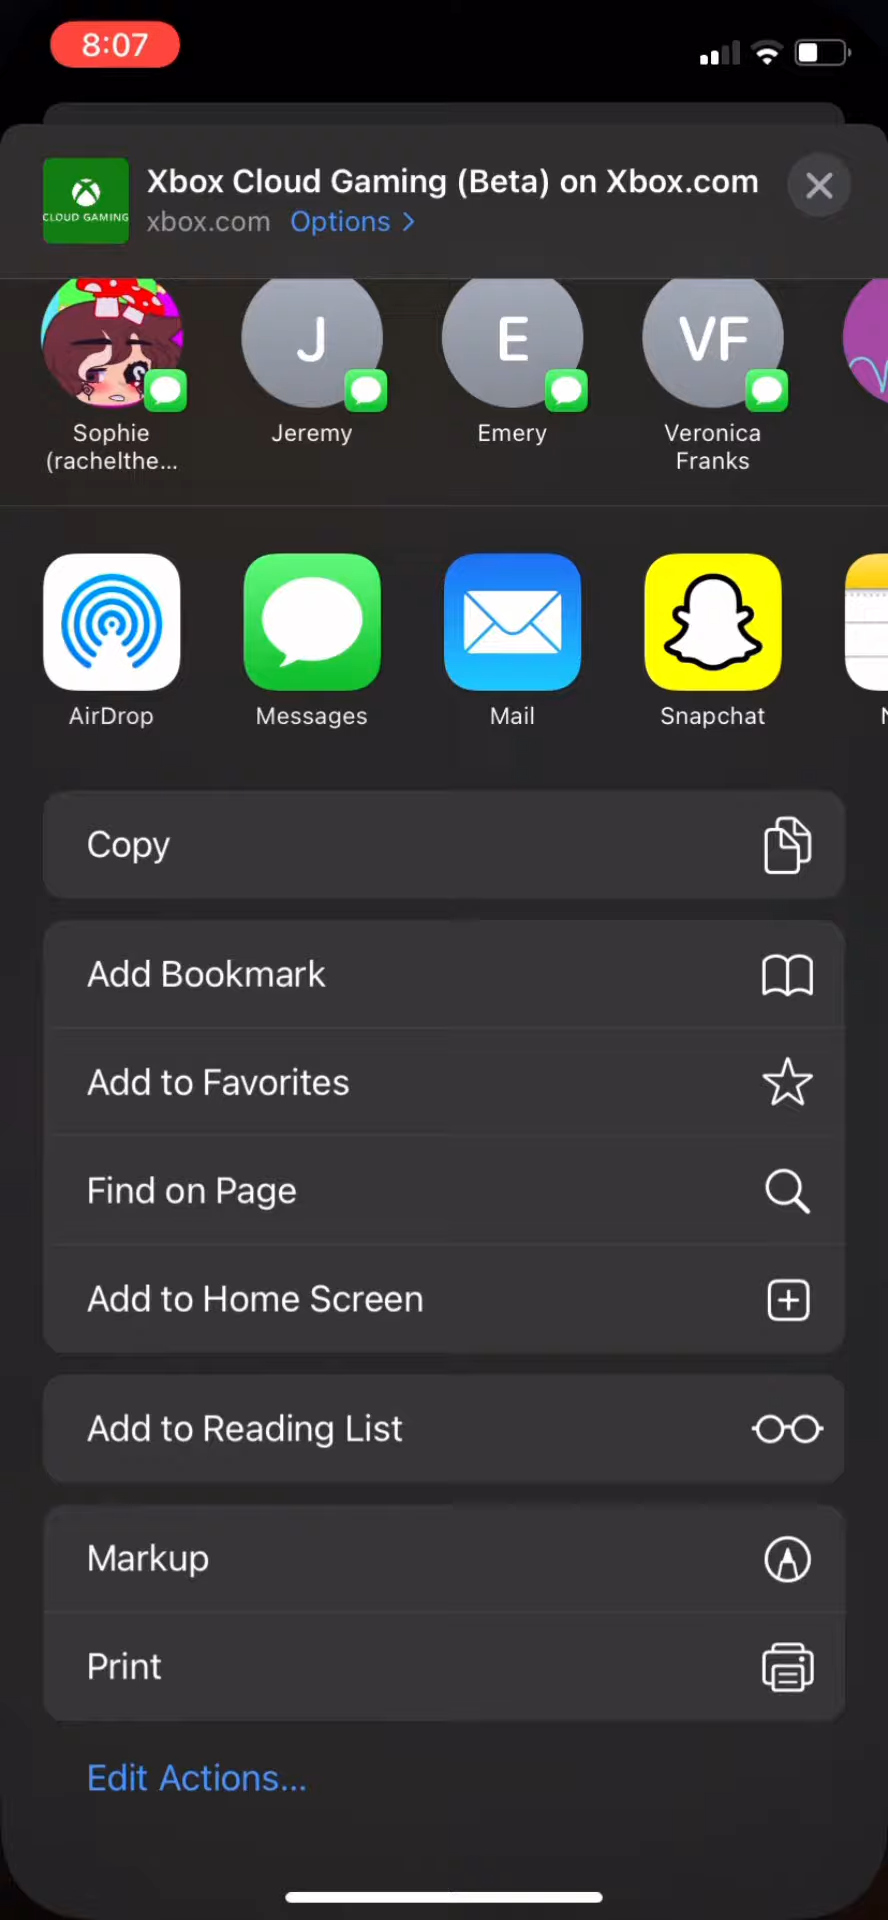 8:07
CLOUD GAMING
Xbox Cloud Gaming (Beta) on Xbox.com
xbox.com Options >
J
E
VF
Sophie
(rachelthe...
Jeremy
Emery
Veronica
Franks
AirDrop
Messages
Mail
Snapchat
Copy
Add Bookmark
Add to Favorites
Find on Page
Add to Home Screen
Add to Reading List
Markup
Print
Edit Actions...